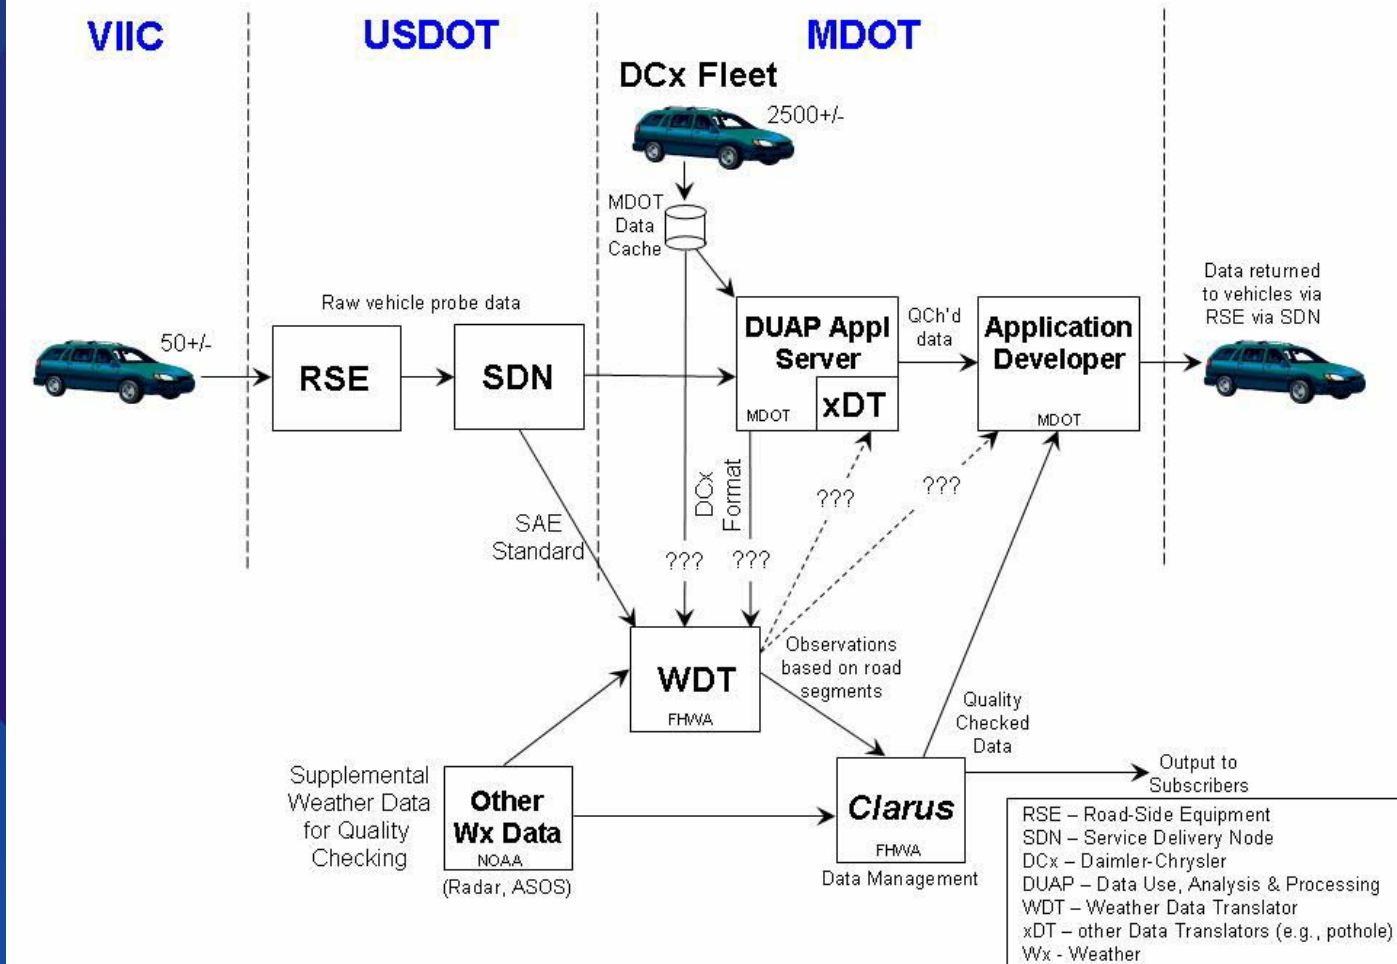 VIIC
USDOT
MDOT
DCx Fleet
2500+/-
MDOT
Data
Cache
Raw vehicle probe data
50+/-
RSE
SDN
DUAP Appl
Server
xDT
MDOT
QCh'd
data
Application
Developer
MDOT
Data returned
to vehicles via
RSE via SDN
SAE
Standard
DCx
Format
???
???
???
???
WDT
FHWA
Observations
based on road
segments
Quality
Checked
Data
Supplemental
Weather Data
for Quality
Checking
Other
Wx Data
NOAA
(Radar, ASOS)
Clarus
FHWA
Data Management
Output to
Subscribers
RSE – Road-Side Equipment
SDN – Service Delivery Node
DCx – Daimler-Chrysler
DUAP – Data Use, Analysis & Processing
WDT – Weather Data Translator
xDT – other Data Translators (e.g., pothole)
Wx - Weather